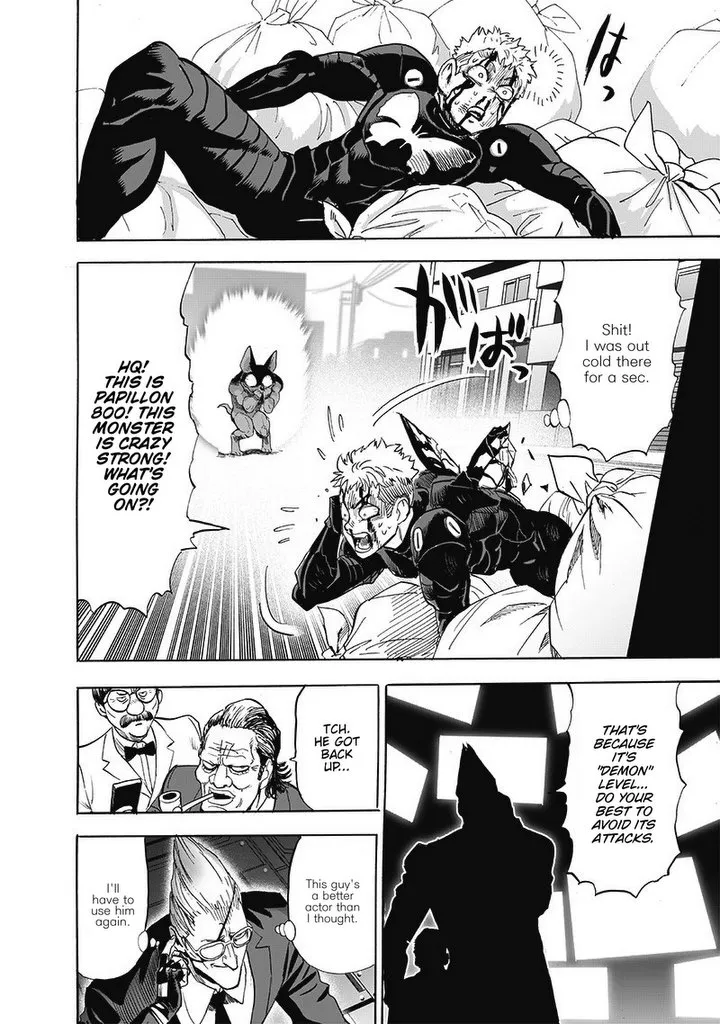 はっ
Shit!
I was out
cold there
for a sec.
がばっ
HQ!
THIS IS
PAPILLON
800! THIS
MONSTER
IS CRAZY
STRONG!
WHAT'S
GOING
ON?!
THAT'S
BECAUSE
IT'S
"DEMON"
LEVEL...
DO YOUR
BEST TO
AVOID ITS
ATTACKS.
TCH.
HE GOT
BACK
UP...
This guy's
a better
actor than
I thought.
I'll
have to
use him
again.